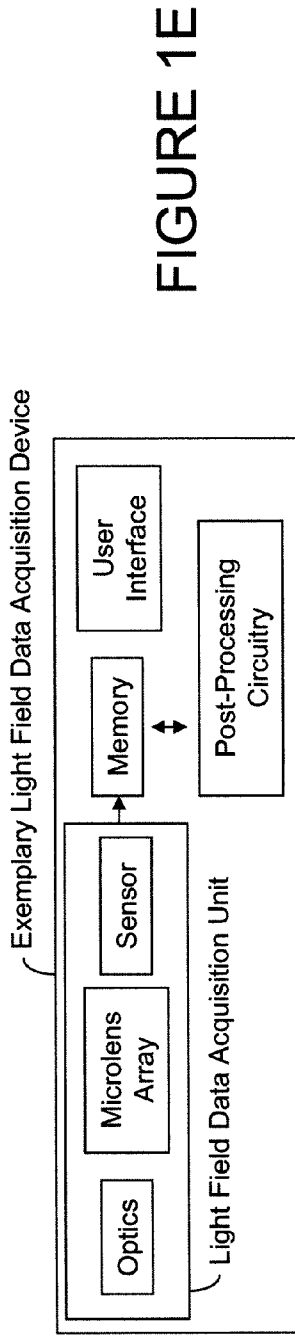 Exemplary Light Field Data Acquisition Device
Optics
Microlens
Array
Sensor
Memory
User
Interface
Post-Processing
Circuitry
Light Field Data Acquisition Unit
FIGURE 1E